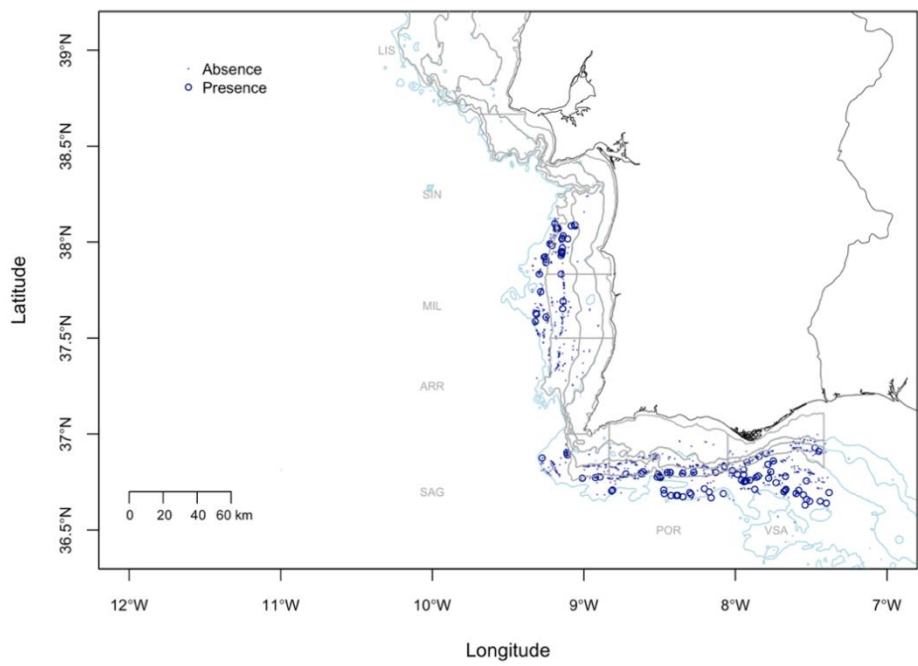 39°N
38.5°N
38°N
37.5°N
37°N
36.5°N
Latitude
LIS
Absence
Presence
SIN
MIL
ARR
SAG
POR
VSA
0 20 40 60 km
12°W 11°W 10°W 9°W 8°W 7°W
Longitude